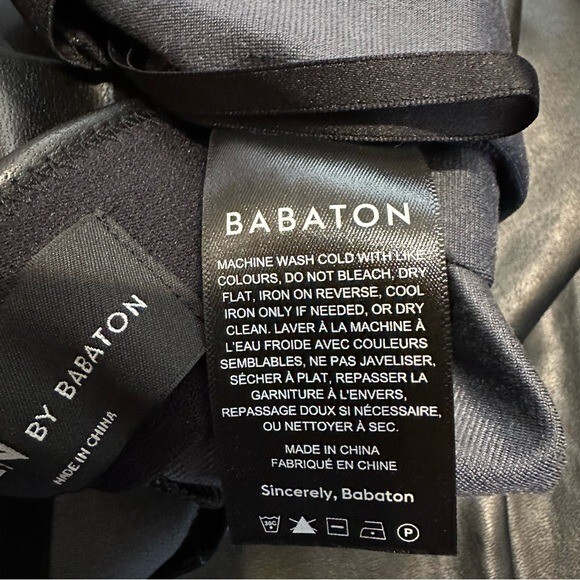 BABATON
MACHINE WASH COLD WITH LIKE
COLOURS, DO NOT BLEACH, DRY
FLAT, IRON ON REVERSE, COOL
IRON ONLY IF NEEDED, OR DRY
CLEAN. LAVER À LA MACHINE À
L'EAU FROIDE AVEC COULEURS
SEMBLABLES, NE PAS JAVELISER,
SÉCHER À PLAT, REPASSER LA
GARNITURE À L'ENVERS,
REPASSAGE DOUX SI NÉCESSAIRE,
OU NETTOYER À SEC.
MADE IN CHINA
FABRIQUÉ EN CHINE
Sincerely, Babaton
30C P
BY BABATON
MADE IN CHINA